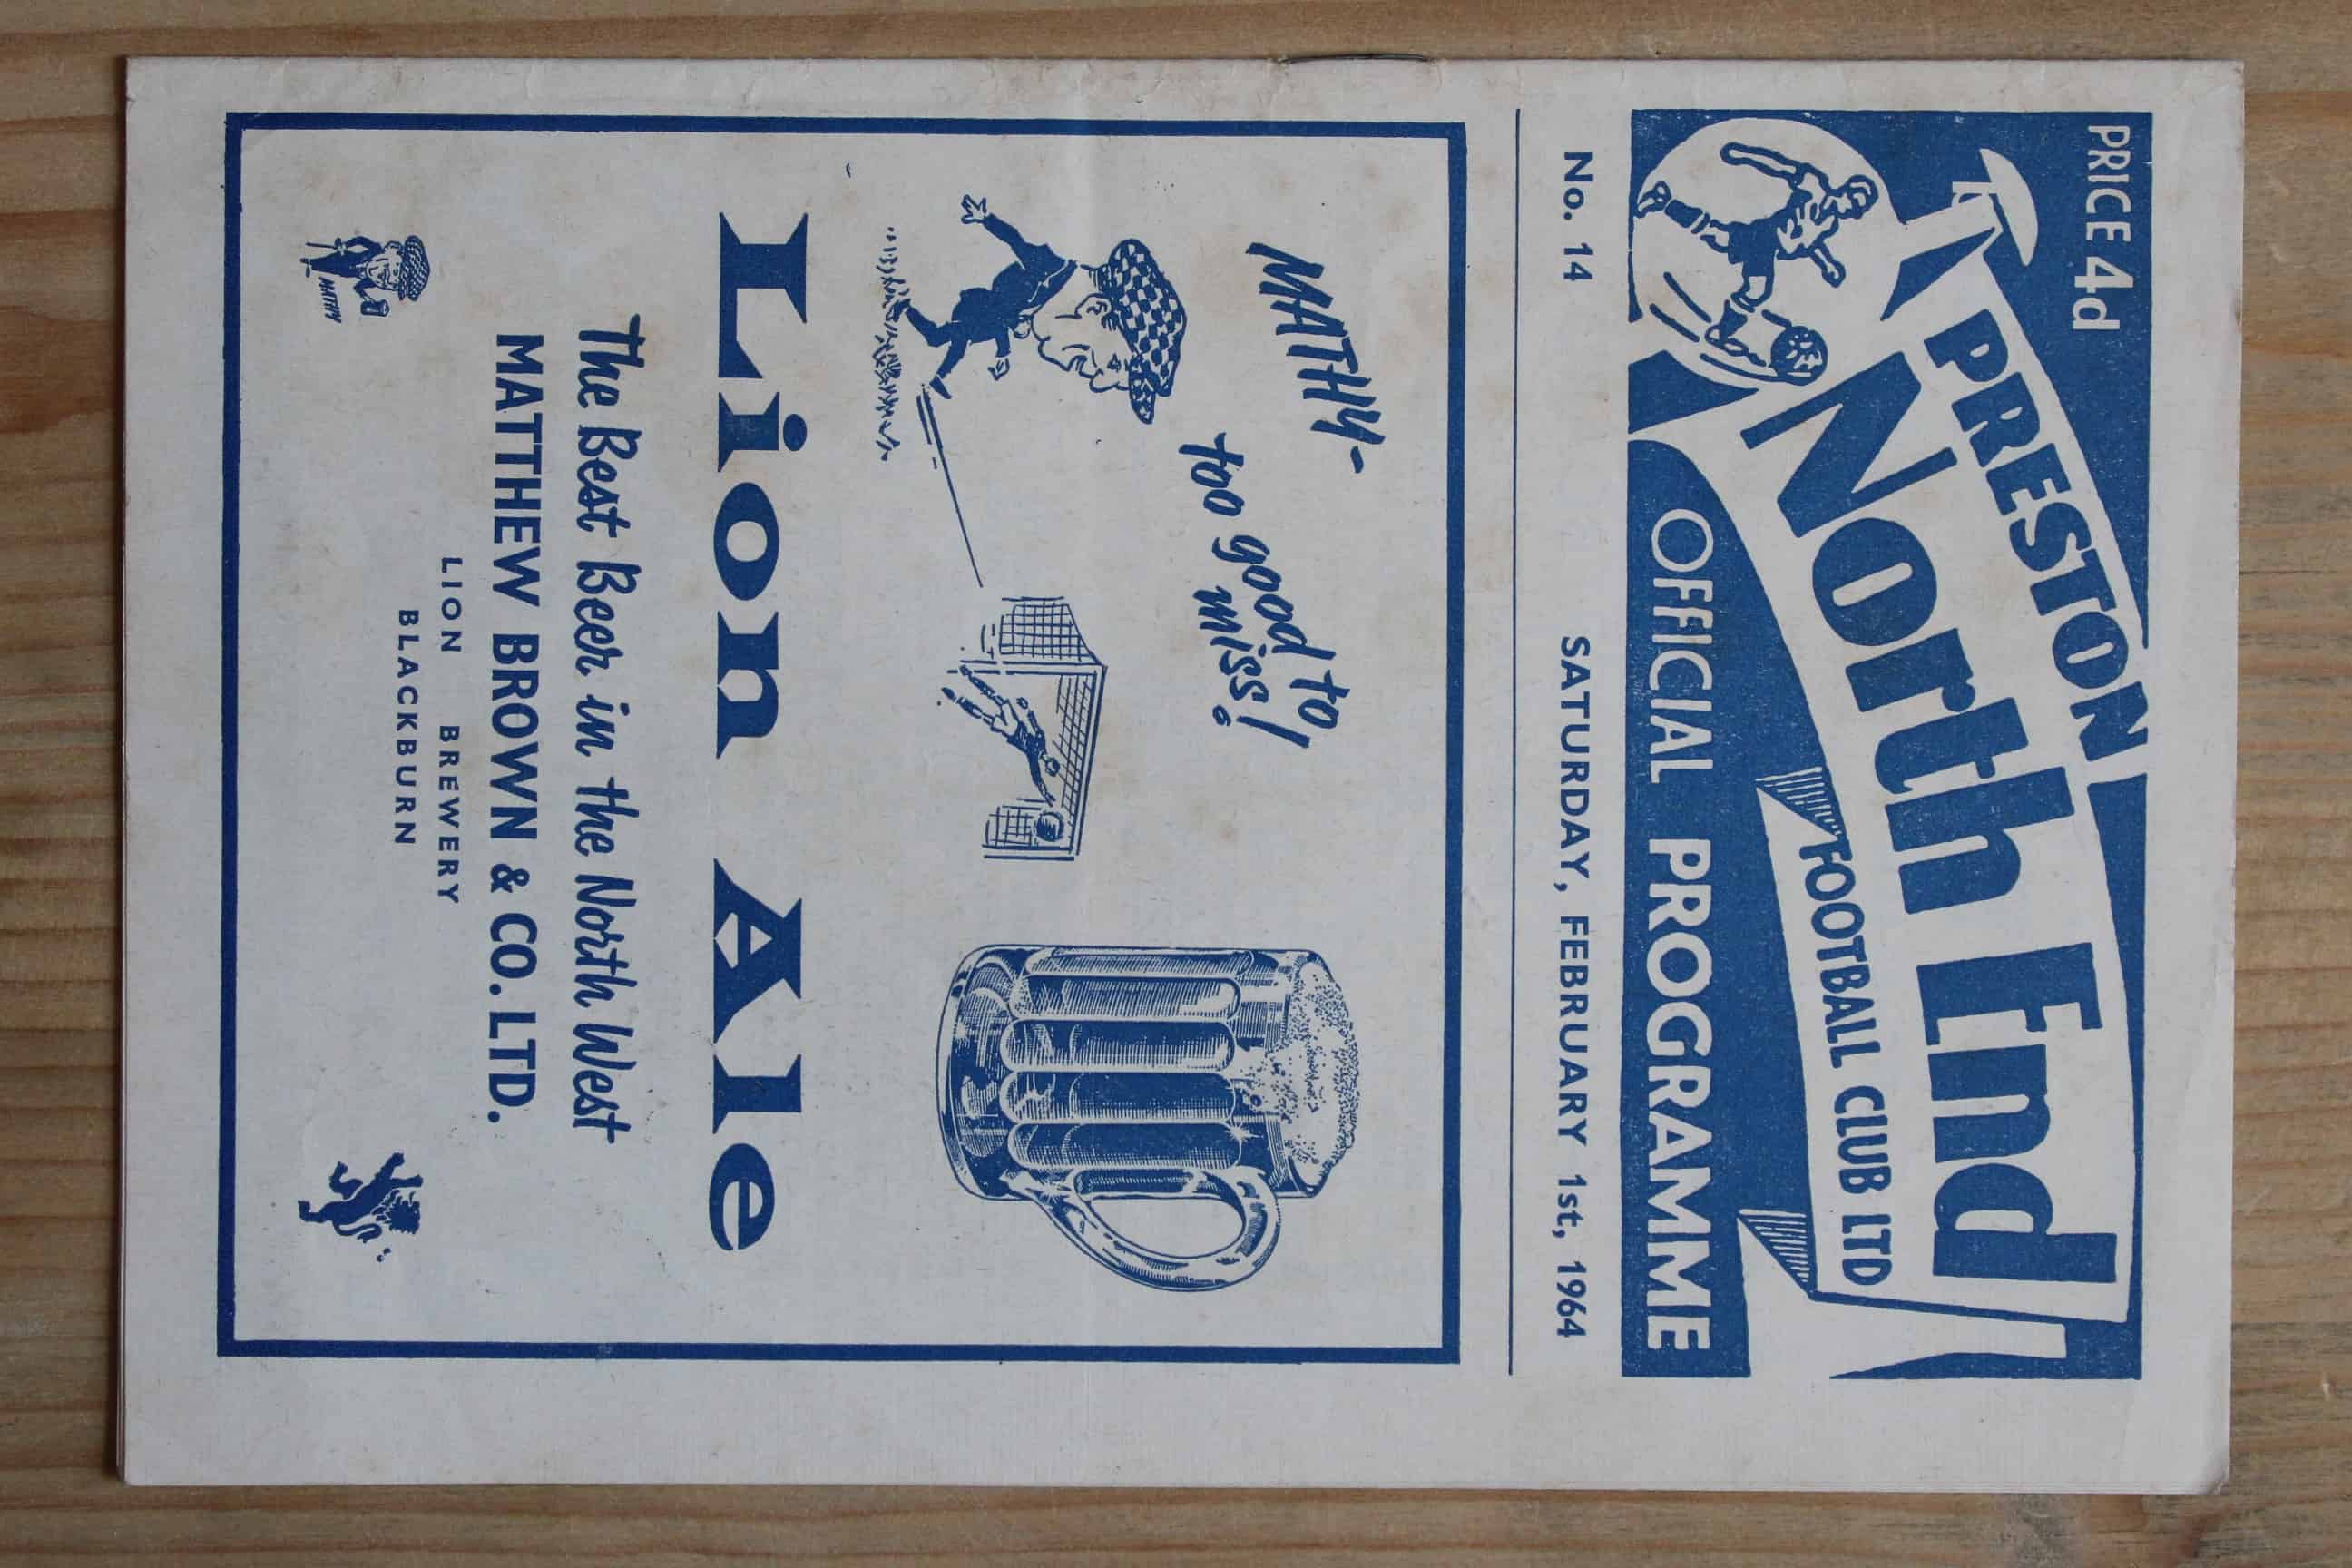 PRICE 4d
PRESTON
North End
FOOTBALL CLUB LTD
OFFICIAL PROGRAMME
No. 14 SATURDAY, FEBRUARY 1st, 1964
MATHY-
too good to
miss!
Lion Ale
The Best Beer in the North West
MATTHEW BROWN & CO. LTD.
LION BREWERY
BLACKBURN
MATHY